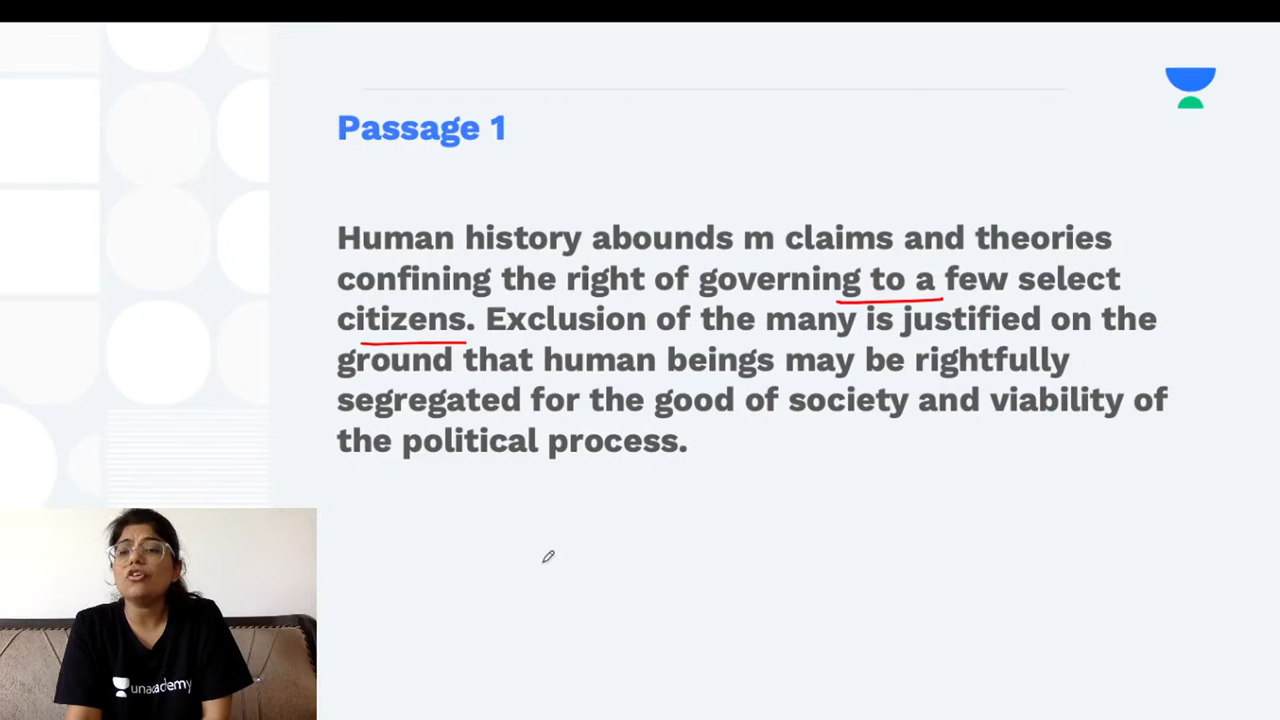 Passage 1
Human history abounds m claims and theories
confining the right of governing to a few select
citizens. Exclusion of the many is justified on the
ground that human beings may be rightfully
segregated for the good of society and viability of
the political process.
unacademy